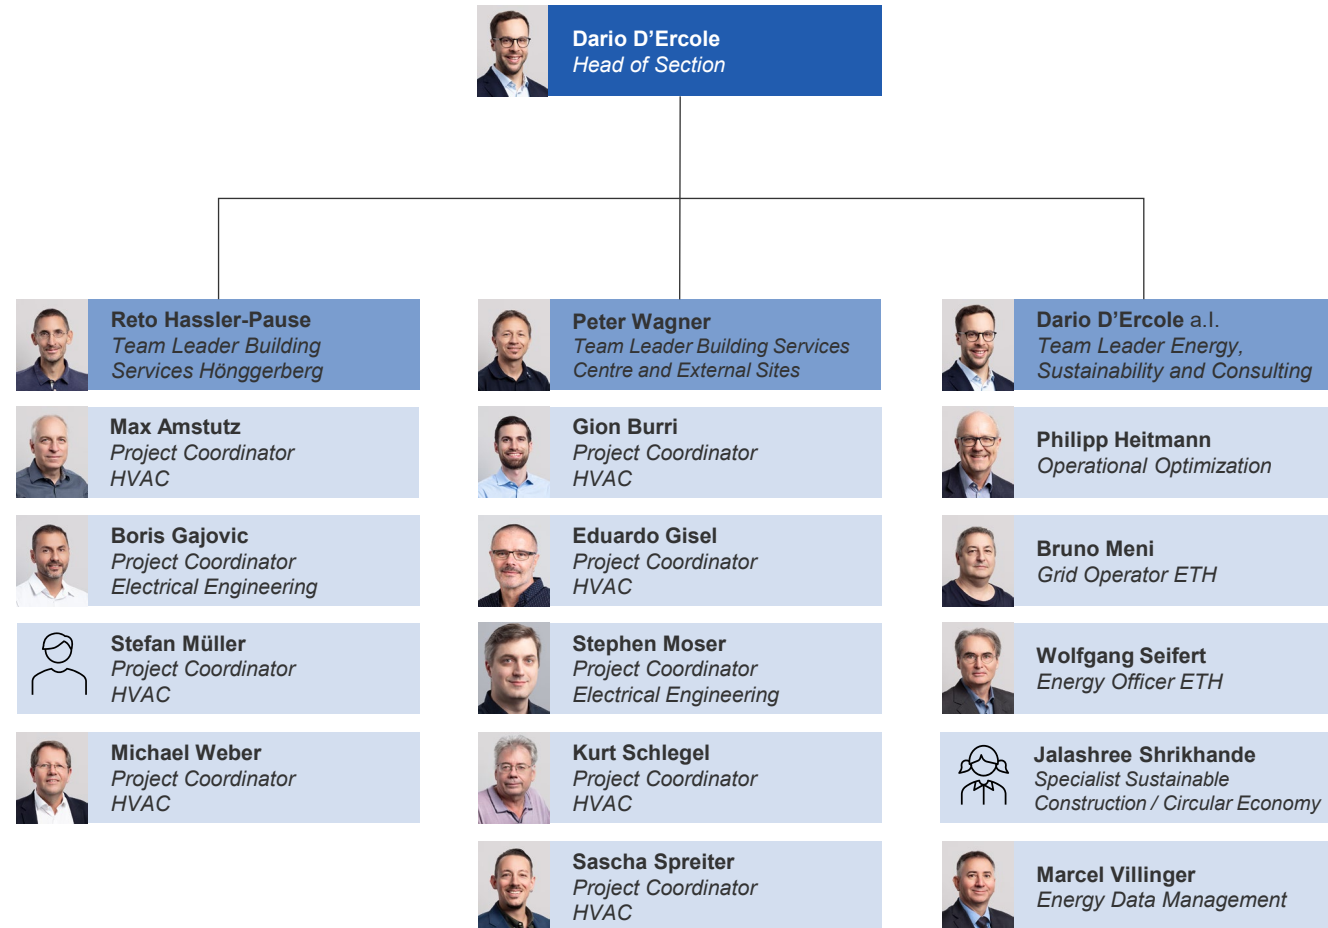 Dario D’Ercole
Head of Section
Reto Hassler-Pause
Team Leader Building
Services Hönggerberg
Max Amstutz
Project Coordinator
HVAC
Boris Gajovic
Project Coordinator
Electrical Engineering
Stefan Müller
Project Coordinator
HVAC
Michael Weber
Project Coordinator
HVAC
Peter Wagner
Team Leader Building Services
Centre and External Sites
Gion Burri
Project Coordinator
HVAC
Eduardo Gisel
Project Coordinator
HVAC
Stephen Moser
Project Coordinator
Electrical Engineering
Kurt Schlegel
Project Coordinator
HVAC
Sascha Spreiter
Project Coordinator
HVAC
Dario D’Ercole a.I.
Team Leader Energy,
Sustainability and Consulting
Philipp Heitmann
Operational Optimization
Bruno Meni
Grid Operator ETH
Wolfgang Seifert
Energy Officer ETH
Jalashree Shrikhande
Specialist Sustainable
Construction / Circular Economy
Marcel Villinger
Energy Data Management